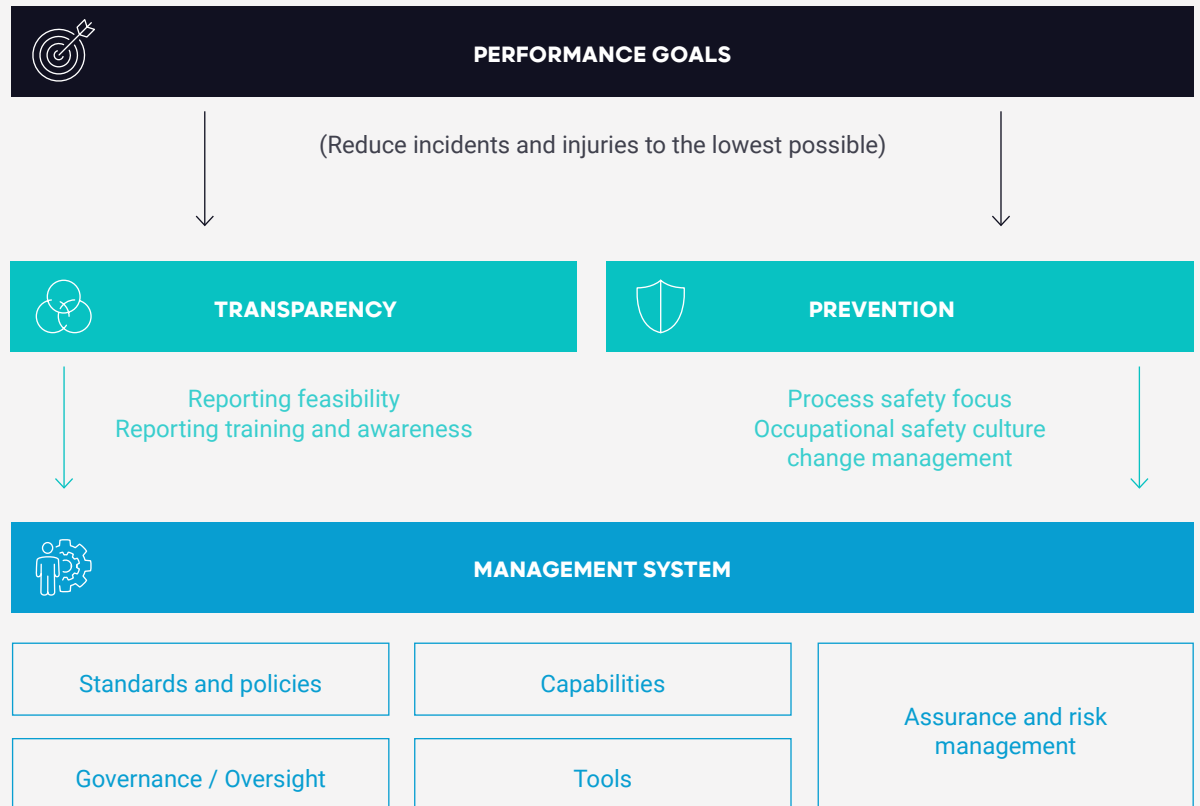 PERFORMANCE GOALS
(Reduce incidents and injuries to the lowest possible)
TRANSPARENCY
PREVENTION
Reporting feasibility
Reporting training and awareness
Process safety focus
Occupational safety culture
change management
MANAGEMENT SYSTEM
Standards and policies
Capabilities
Assurance and risk
management
Governance / Oversight
Tools